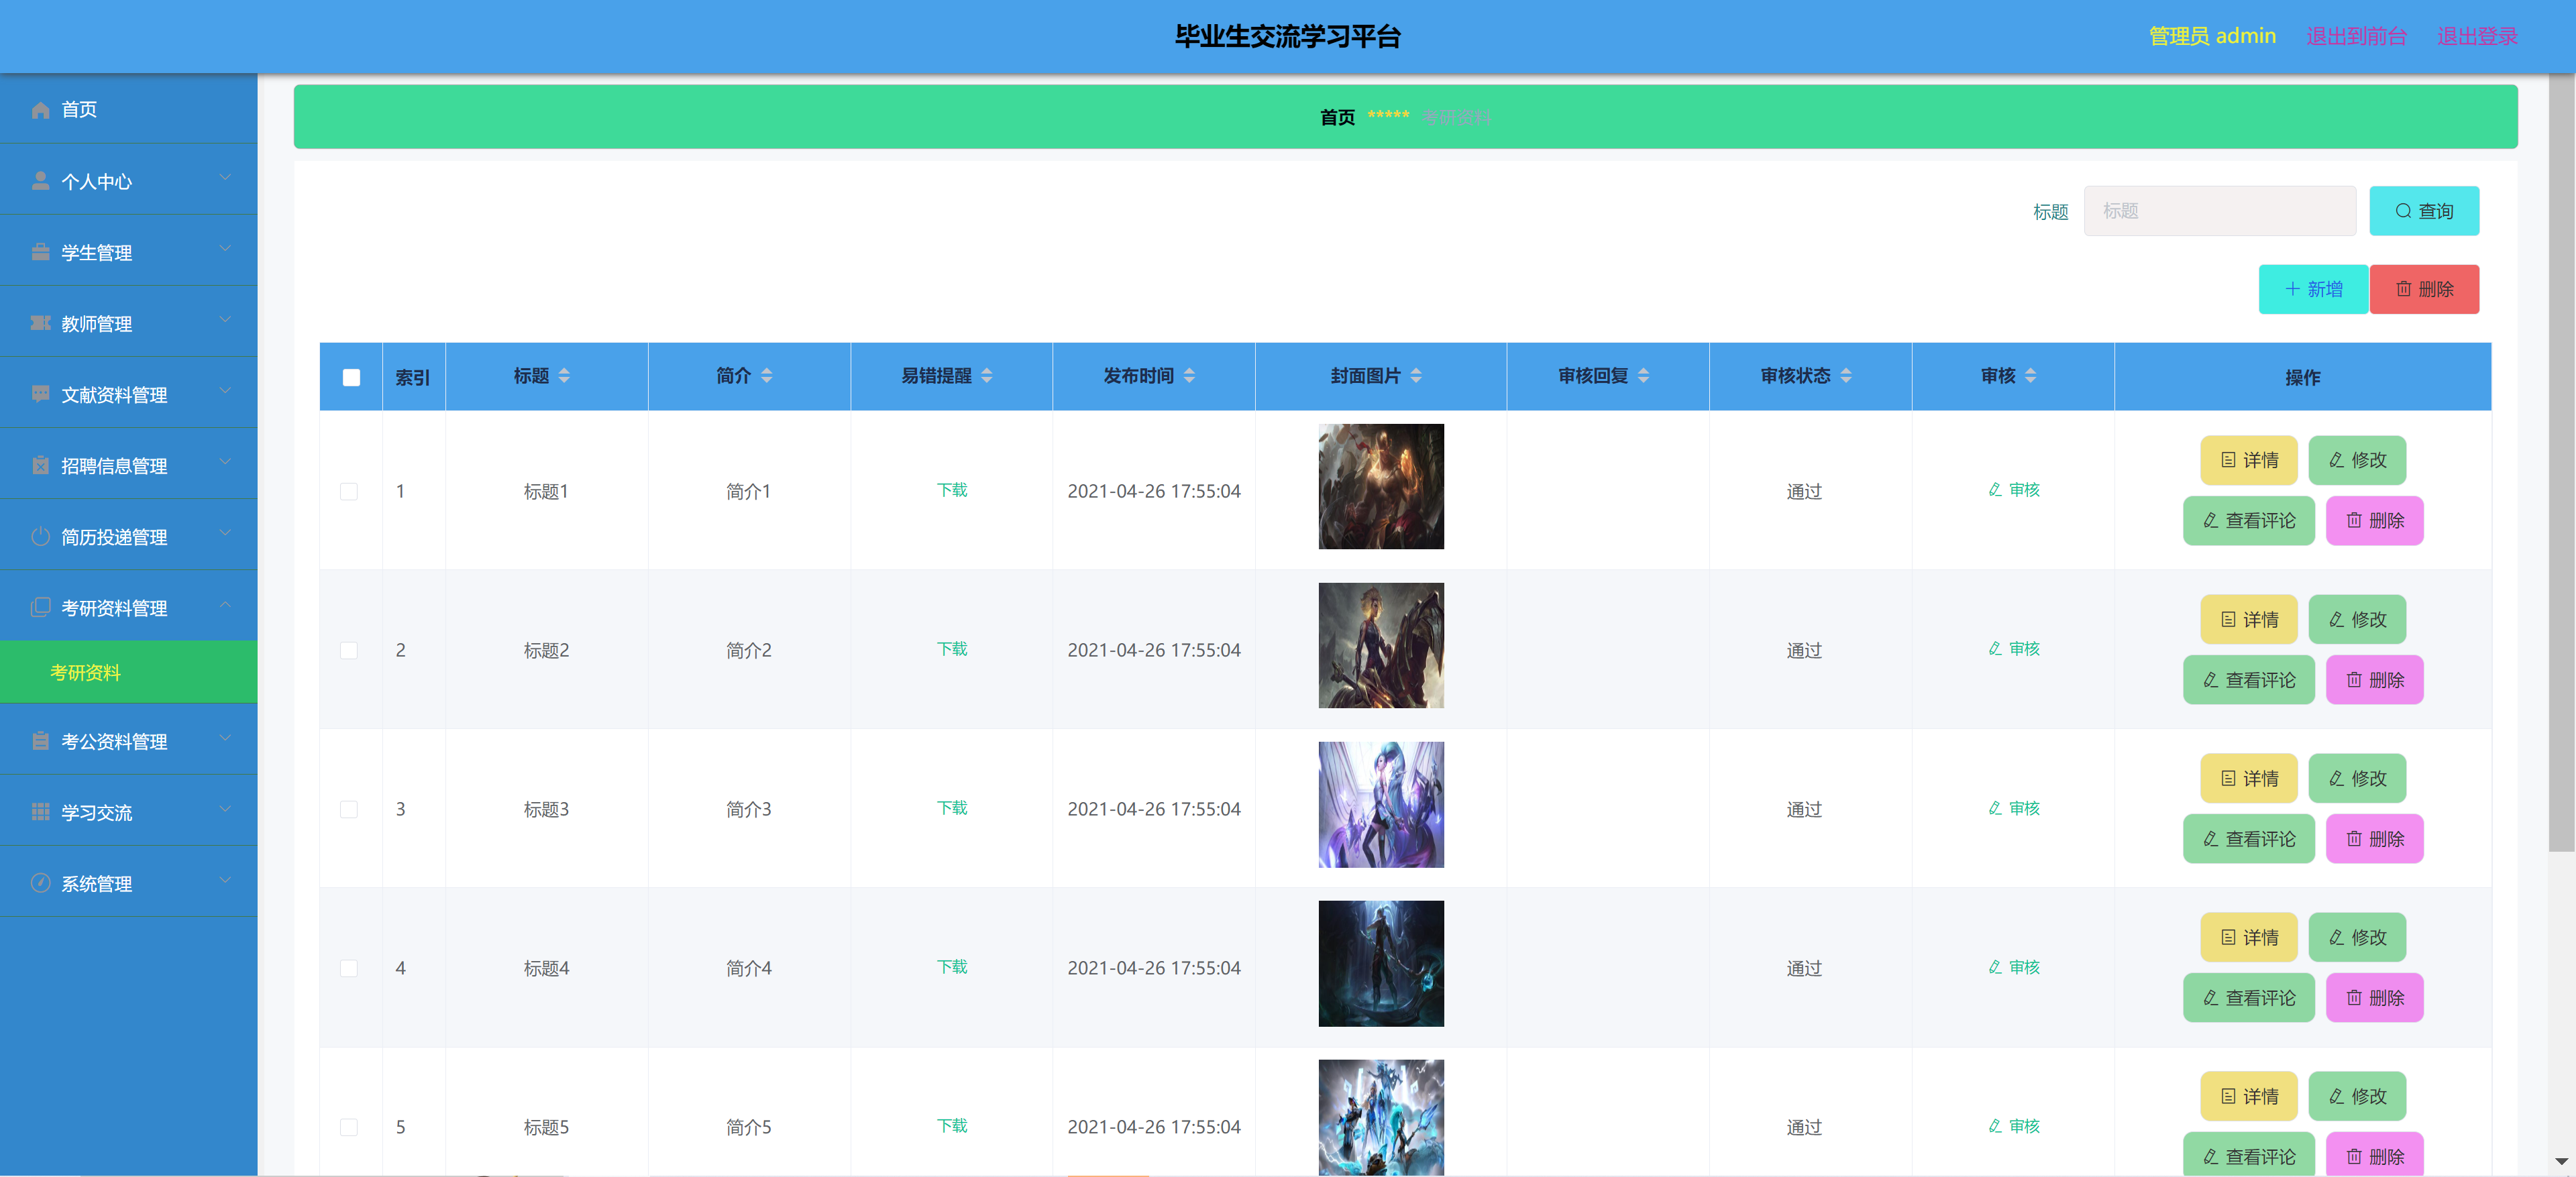 毕业生交流学习平台
管理员 admin 退出到前台 退出登录
首页
个人中心
学生管理
教师管理
文献资料管理
招聘信息管理
简历投递管理
考研资料管理
考研资料
考公资料管理
学习交流
系统管理
首页 ***** 考研资料
标题 标题 查询
新增 删除
索引 标题 简介 易错提醒 发布时间 封面图片 审核回复 审核状态 审核 操作
1 标题1 简介1 下载 2021-04-26 17:55:04 通过 审核 详情 修改
查看评论 删除
2 标题2 简介2 下载 2021-04-26 17:55:04 通过 审核 详情 修改
查看评论 删除
3 标题3 简介3 下载 2021-04-26 17:55:04 通过 审核 详情 修改
查看评论 删除
4 标题4 简介4 下载 2021-04-26 17:55:04 通过 审核 详情 修改
查看评论 删除
5 标题5 简介5 下载 2021-04-26 17:55:04 通过 审核 详情 修改
查看评论 删除